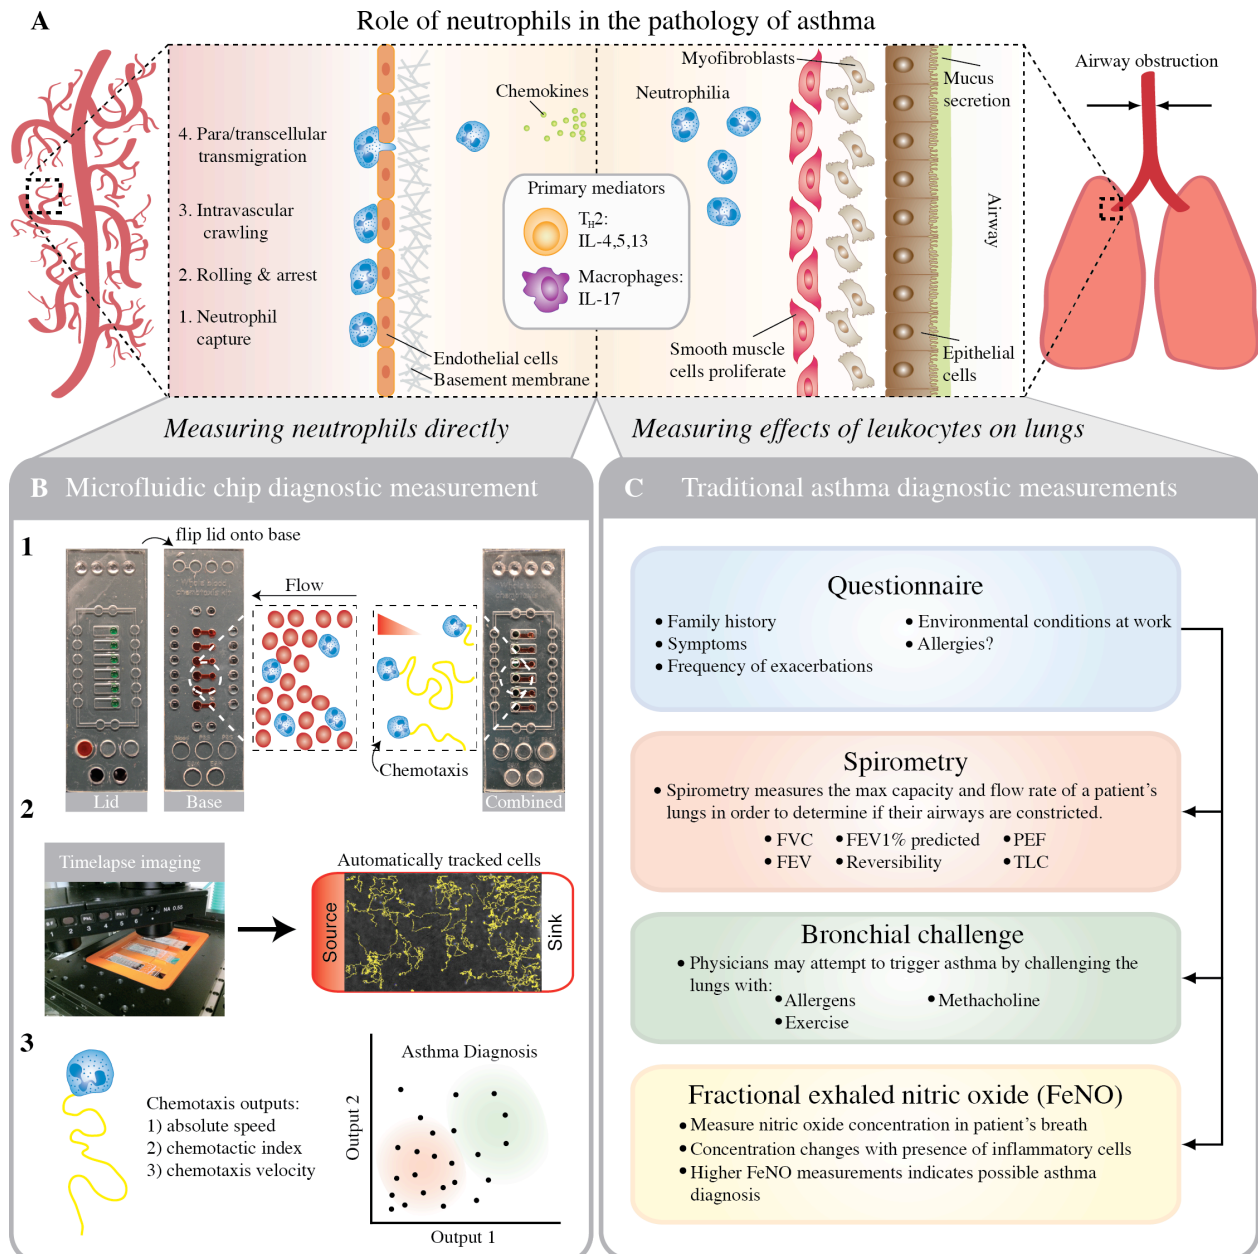 A
Role of neutrophils in the pathology of asthma
4. Para/transcellular
transmigration
3. Intravascular
crawling
2. Rolling & arrest
1. Neutrophil
capture
Endothelial cells
Basement membrane
Chemokines
Primary mediators
TH2:
IL-4,5,13
Macrophages:
IL-17
Neutrophilia
Myofibroblasts
Smooth muscle
cells proliferate
Mucus
secretion
Airway
Epithelial
cells
Airway obstruction
Measuring neutrophils directly
Measuring effects of leukocytes on lungs
B Microfluidic chip diagnostic measurement
1
flip lid onto base
Flow
Chemotaxis
Lid
Base
Combined
2
Timelapse imaging
1 2 3 4 5 6
NA 0.55
Automatically tracked cells
Source
Sink
3
Chemotaxis outputs:
1) absolute speed
2) chemotactic index
3) chemotaxis velocity
Asthma Diagnosis
Output 2
Output 1
C Traditional asthma diagnostic measurements
Questionnaire
• Family history
• Symptoms
• Frequency of exacerbations
• Environmental conditions at work
• Allergies?
Spirometry
• Spirometry measures the max capacity and flow rate of a patient's
lungs in order to determine if their airways are constricted.
• FVC • FEV1% predicted • PEF
• FEV • Reversibility • TLC
Bronchial challenge
• Physicians may attempt to trigger asthma by challenging the
lungs with:
• Allergens • Methacholine
• Exercise
Fractional exhaled nitric oxide (FeNO)
• Measure nitric oxide concentration in patient's breath
• Concentration changes with presence of inflammatory cells
• Higher FeNO measurements indicates possible asthma
diagnosis